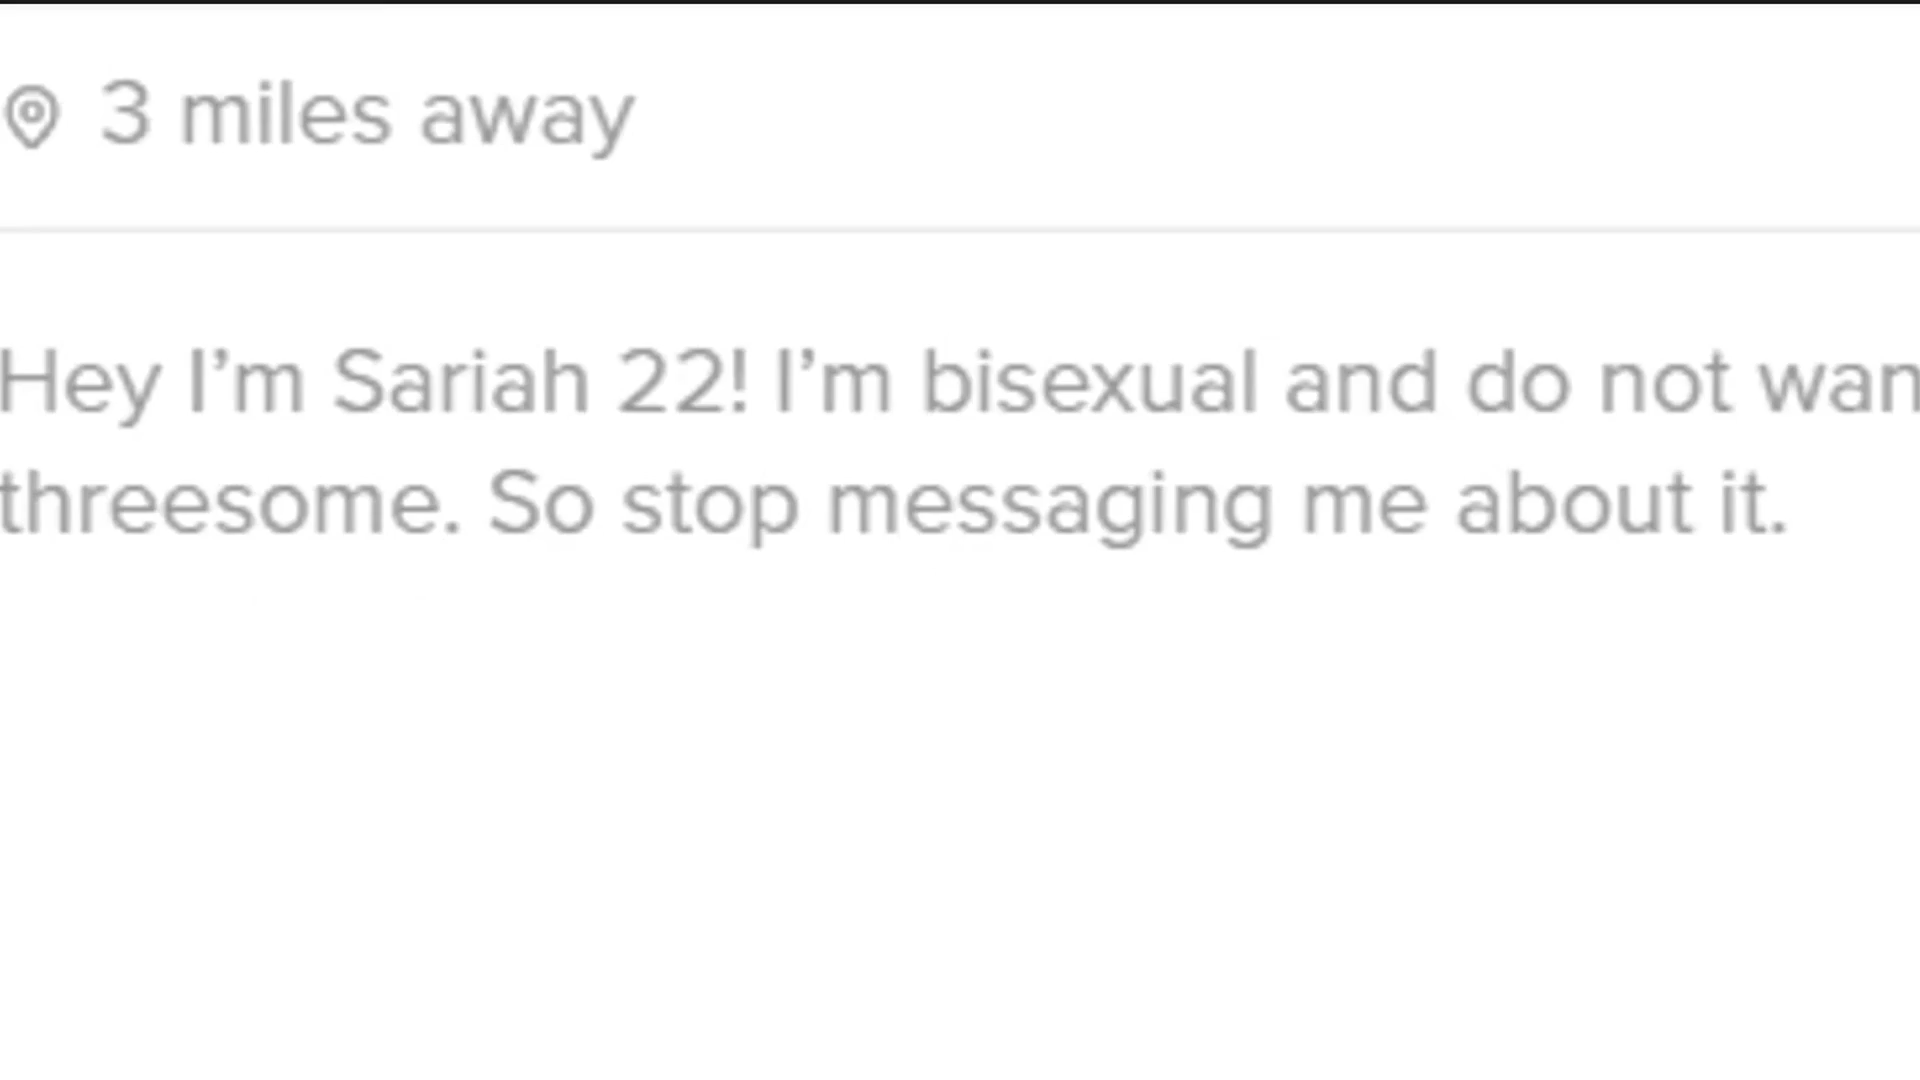 3 miles away
Hey I’m Sariah 22! I’m bisexual and do not wan
threesome. So stop messaging me about it.